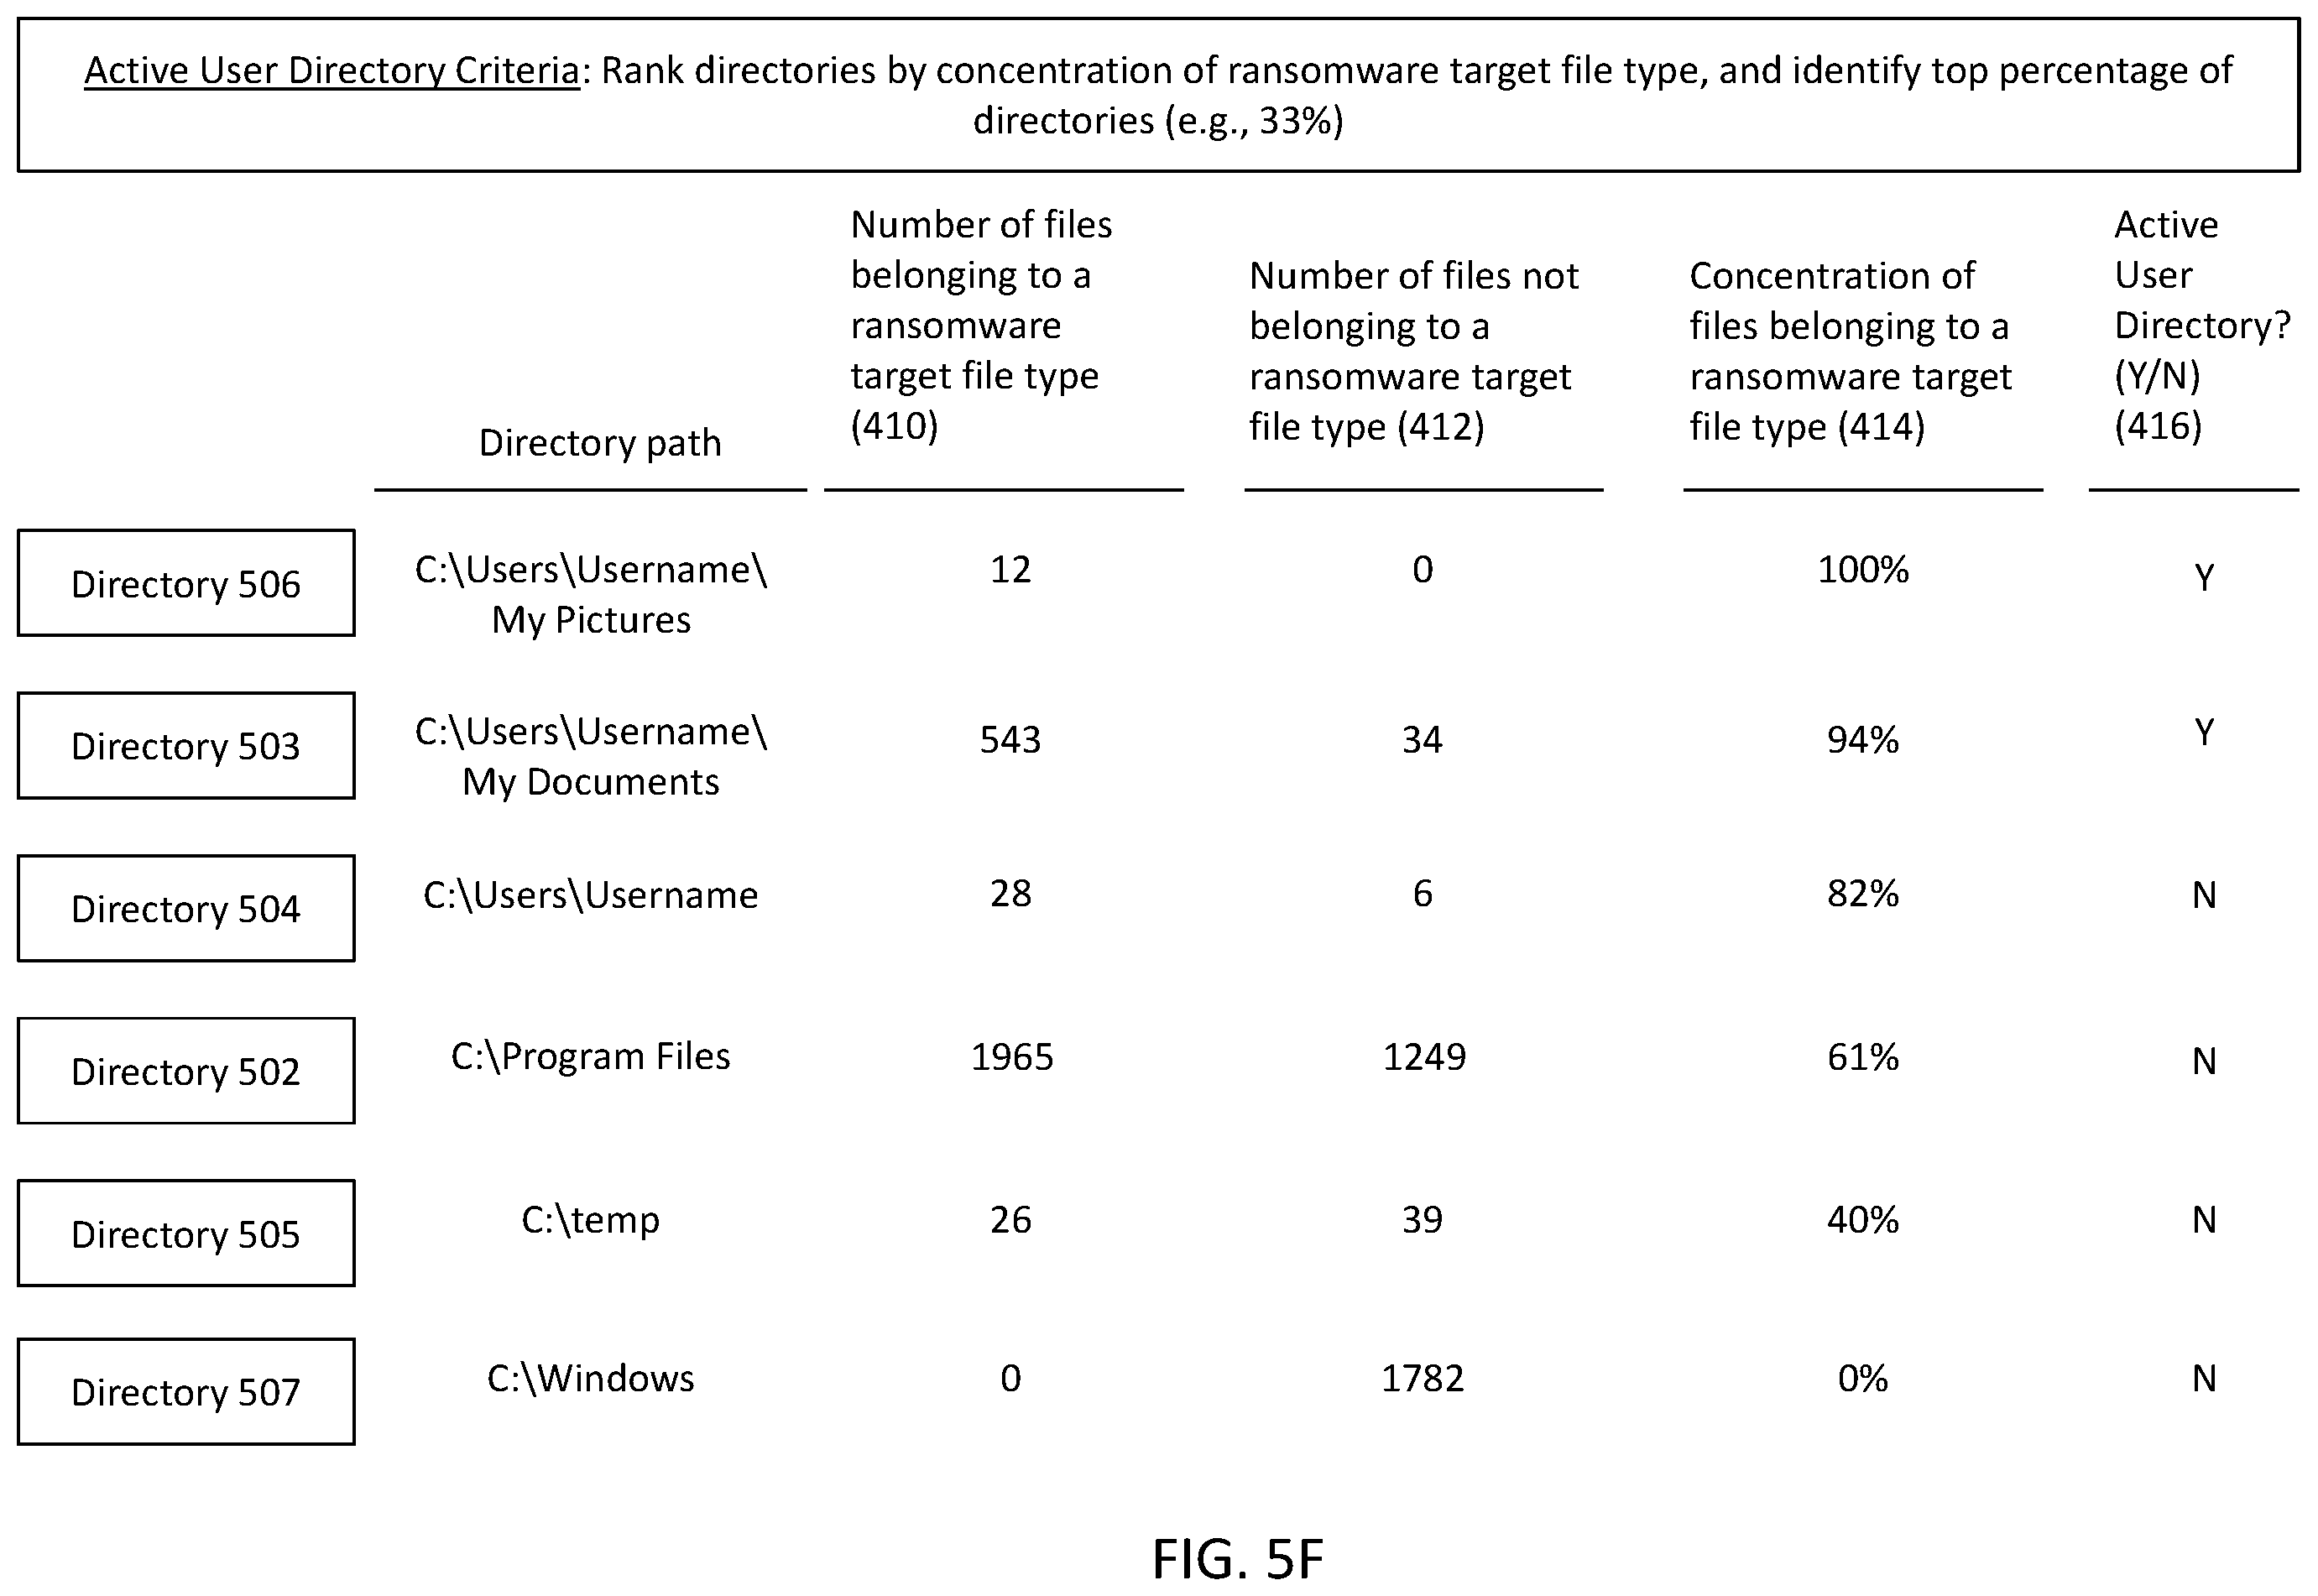 Active User Directory Criteria: Rank directories by concentration of ransomware target file type, and identify top percentage of
directories (e.g., 33%)
Directory path
Number of files
belonging to a
ransomware
target file type
(410)
Number of files not
belonging to a
ransomware target
file type (412)
Concentration of
files belonging to a
ransomware target
file type (414)
Active
User
Directory?
(Y/N)
(416)
Directory 506
C:\Users\Username\
My Pictures
12
0
100%
Y
Directory 503
C:\Users\Username\
My Documents
543
34
94%
Y
Directory 504
C:\Users\Username
28
6
82%
N
Directory 502
C:\Program Files
1965
1249
61%
N
Directory 505
C:\temp
26
39
40%
N
Directory 507
C:\Windows
0
1782
0%
N
FIG. 5F